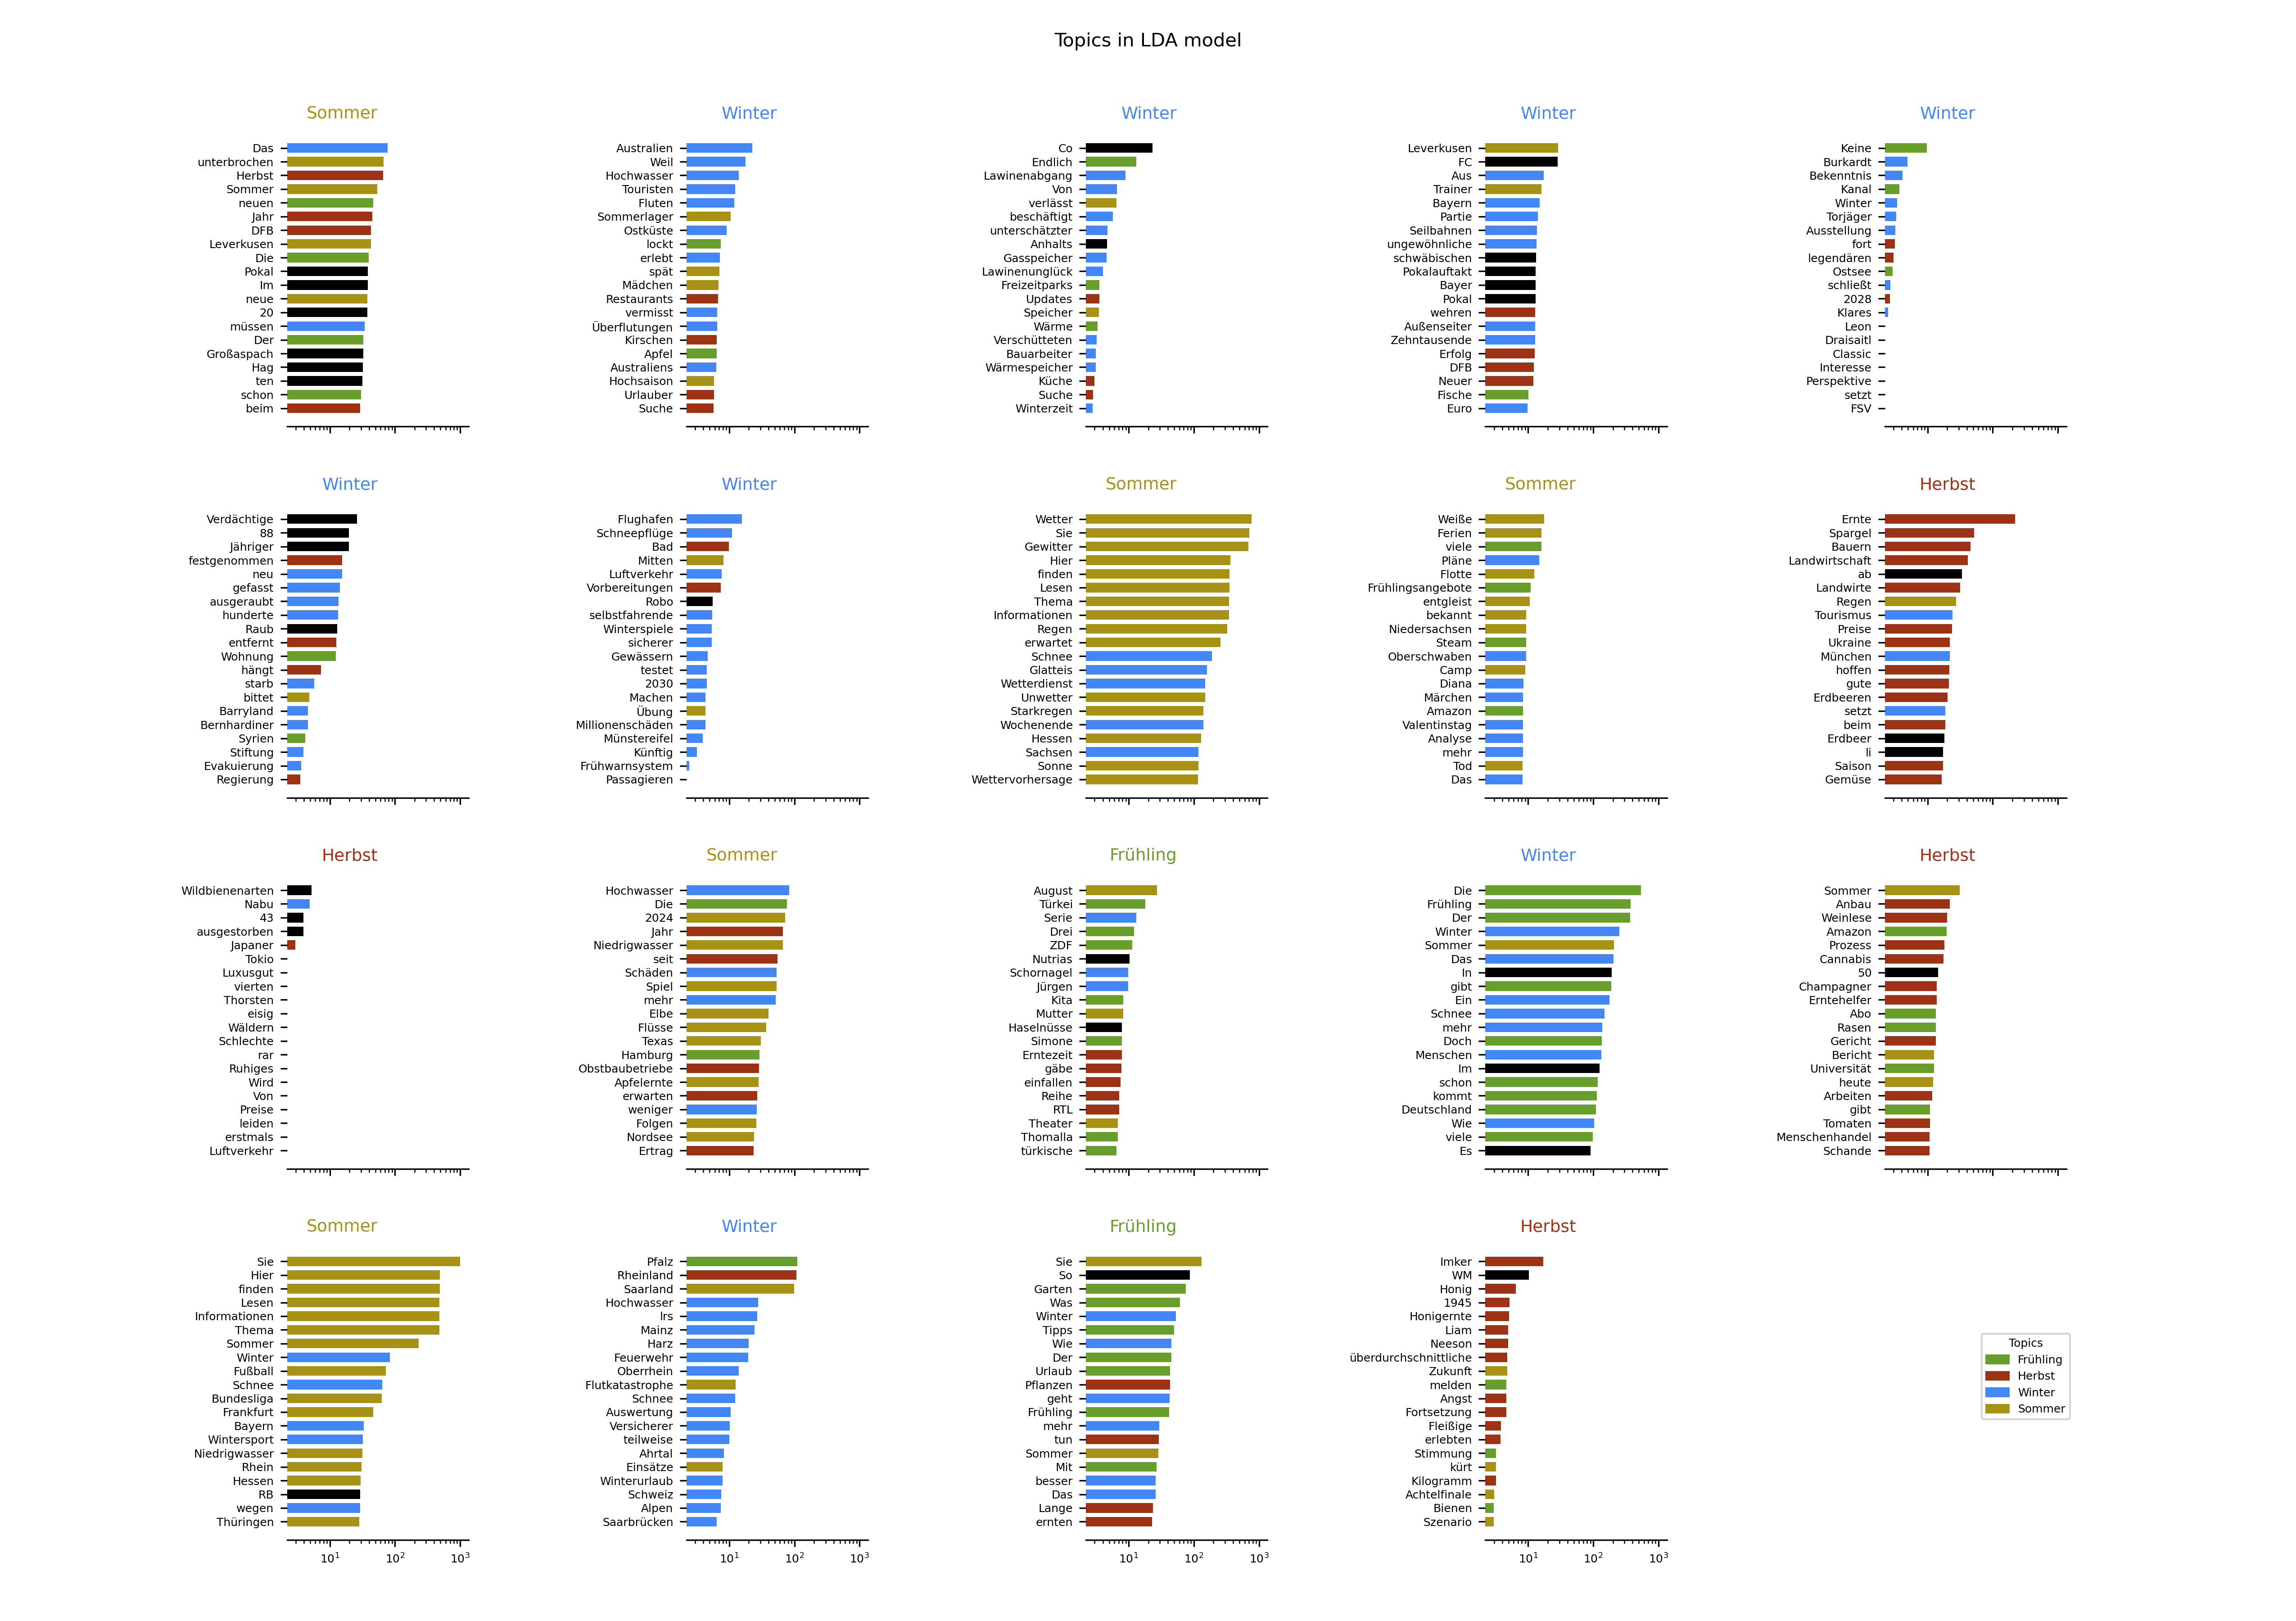 Topics in LDA model
Sommer
Das
unterbrochen
Herbst
Sommer
neuen
Jahr
DFB
Leverkusen
Die
Pokal
Im
neue
20
müssen
Der
Großaspach
Hag
ten
schon
beim
Winter
Australien
Weil
Hochwasser
Touristen
Fluten
Sommerlager
Ostküste
lockt
erlebt
spät
Mädchen
Restaurants
vermisst
Überflutungen
Kirschen
Apfel
Australiens
Hochsaison
Urlauber
Suche
Winter
Co
Endlich
Lawinenabgang
Von
verlässt
beschäftigt
unterschätzter
Anhalts
Gasspeicher
Lawinenunglück
Freizeitparks
Updates
Speicher
Wärme
Verschütteten
Bauarbeiter
Wärmespeicher
Küche
Suche
Winterzeit
Winter
Leverkusen
FC
Aus
Trainer
Bayern
Partie
Seilbahnen
ungewöhnliche
schwäbischen
Pokalauftakt
Bayer
Pokal
wehren
Außenseiter
Zehntausende
Erfolg
DFB
Neuer
Fische
Euro
Winter
Keine
Burkardt
Bekenntnis
Kanal
Winter
Torjäger
Ausstellung
fort
legendären
Ostsee
schließt
2028
Klares
Leon
Draisaitl
Classic
Interesse
Perspektive
setzt
FSV
Winter
Verdächtige
88
Jähriger
festgenommen
neu
gefasst
ausgeraubt
hunderte
Raub
entfernt
Wohnung
hängt
starb
bittet
Barryland
Bernhardiner
Syrien
Stiftung
Evakuierung
Regierung
Winter
Flughafen
Schneepflüge
Bad
Mitten
Luftverkehr
Vorbereitungen
Robo
selbstfahrende
Winterspiele
sicherer
Gewässern
testet
2030
Machen
Übung
Millionenschäden
Münstereifel
Künftig
Frühwarnsystem
Passagieren
Sommer
Wetter
Sie
Gewitter
Hier
finden
Lesen
Thema
Informationen
Regen
erwartet
Schnee
Glatteis
Wetterdienst
Unwetter
Starkregen
Wochenende
Hessen
Sachsen
Sonne
Wettervorhersage
Sommer
Weiße
Ferien
viele
Pläne
Flotte
Frühlingsangebote
entgleist
bekannt
Niedersachsen
Steam
Oberschwaben
Camp
Diana
Märchen
Amazon
Valentinstag
Analyse
mehr
Tod
Das
Herbst
Ernte
Spargel
Bauern
Landwirtschaft
ab
Landwirte
Regen
Tourismus
Preise
Ukraine
München
hoffen
gute
Erdbeeren
setzt
beim
Erdbeer
li
Saison
Gemüse
Herbst
Wildbienenarten
Nabu
43
ausgestorben
Japaner
Tokio
Luxusgut
vierten
Thorsten
eisig
Wäldern
Schlechte
rar
Ruhiges
Wird
Von
Preise
leiden
erstmals
Luftverkehr
Sommer
Hochwasser
Die
2024
Jahr
Niedrigwasser
seit
Schäden
Spiel
mehr
Elbe
Flüsse
Texas
Hamburg
Obstbaubetriebe
Apfelernte
erwarten
weniger
Folgen
Nordsee
Ertrag
Frühling
August
Türkei
Serie
Drei
ZDF
Nutrias
Schornagel
Jürgen
Kita
Mutter
Haselnüsse
Simone
Erntezeit
gäbe
einfallen
Reihe
RTL
Theater
Thomalla
türkische
Winter
Die
Frühling
Der
Winter
Sommer
Das
In
gibt
Ein
Schnee
mehr
Doch
Menschen
Im
schon
kommt
Deutschland
Wie
viele
Es
Herbst
Sommer
Anbau
Weinlese
Amazon
Prozess
Cannabis
50
Champagner
Erntehelfer
Abo
Rasen
Gericht
Bericht
Universität
heute
Arbeiten
gibt
Tomaten
Menschenhandel
Schande
Sommer
Sie
Hier
finden
Lesen
Informationen
Thema
Sommer
Winter
Fußball
Schnee
Bundesliga
Frankfurt
Bayern
Wintersport
Niedrigwasser
Rhein
Hessen
RB
wegen
Thüringen
10¹ 10² 10³
Winter
Pfalz
Rheinland
Saarland
Hochwasser
lrs
Mainz
Harz
Feuerwehr
Oberrhein
Flutkatastrophe
Schnee
Auswertung
Versicherer
teilweise
Ahrtal
Einsätze
Winterurlaub
Schweiz
Alpen
Saarbrücken
10¹ 10² 10³
Frühling
Sie
So
Garten
Was
Winter
Tipps
Wie
Der
Urlaub
Pflanzen
geht
Frühling
mehr
tun
Sommer
Mit
besser
Das
Lange
ernten
10¹ 10² 10³
Herbst
Imker
WM
Honig
1945
Honigernte
Liam
Neeson
überdurchschnittliche
Zukunft
melden
Angst
Fortsetzung
Fleißige
erlebten
Stimmung
kürt
Kilogramm
Achtelfinale
Bienen
Szenario
10¹ 10² 10³
Topics
Frühling
Herbst
Winter
Sommer